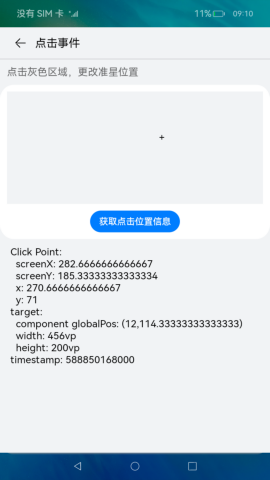 没有 SIM 卡 11% 09:10
点击事件
点击灰色区域，更改准星位置
+
获取点击位置信息
Click Point:
screenX: 282.6666666666667
screenY: 185.33333333333334
x: 270.6666666666667
y: 71
target:
component globalPos: (12,114.33333333333333)
width: 456vp
height: 200vp
timestamp: 588850168000